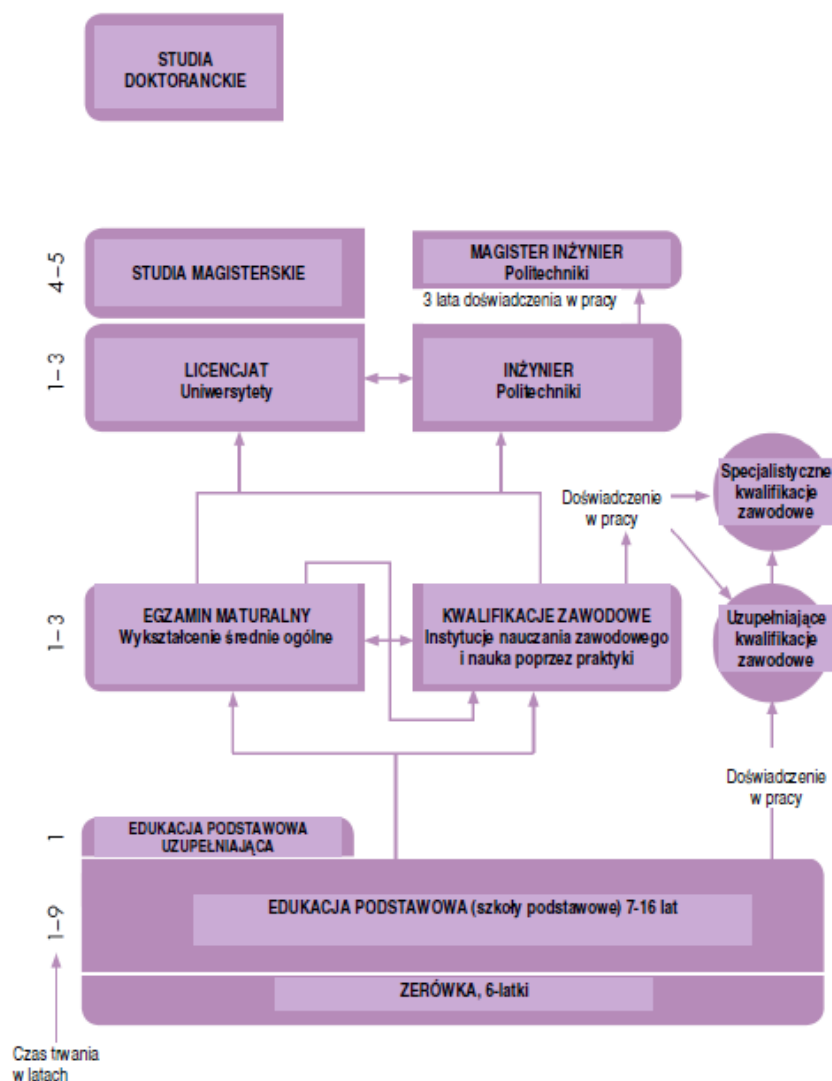 STUDIA
DOKTORANCKIE
4–5
STUDIA MAGISTERSKIE
MAGISTER INŻYNIER
Politechniki
3 lata doświadczenia w pracy
1–3
LICENCJAT
Uniwersytety
INŻYNIER
Politechniki
Doświadczenie
w pracy
Specjalistyczne
kwalifikacje
zawodowe
1–3
EGZAMIN MATURALNY
Wykształcenie średnie ogólne
KWALIFIKACJE ZAWODOWE
Instytucje nauczania zawodowego
i nauka poprzez praktyki
Uzupełniające
kwalifikacje
zawodowe
Doświadczenie
w pracy
1
EDUKACJA PODSTAWOWA
UZUPEŁNIAJĄCA
1–9
EDUKACJA PODSTAWOWA (szkoły podstawowe) 7-16 lat
ZERÓWKA, 6-latki
Czas trwania
w latach